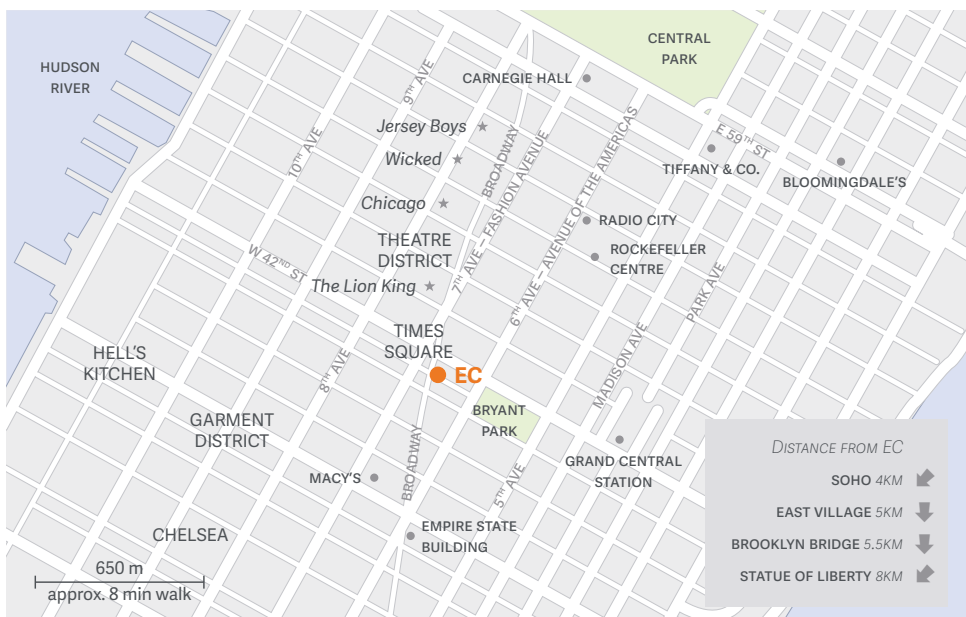 HUDSON
RIVER
CENTRAL
PARK
CARNEGIE HALL
9TH AVE
Jersey Boys
10TH AVE
Wicked
BROADWAY
7TH AVE – FASHION AVENUE
6TH AVE – AVENUE OF THE AMERICAS
E 59TH ST
TIFFANY & CO.
BLOOMINGDALE'S
Chicago
RADIO CITY
THEATRE
DISTRICT
ROCKEFELLER
CENTRE
W 42ND ST
The Lion King
PARK AVE
TIMES
SQUARE
EC
HELL'S
KITCHEN
8TH AVE
MADISON AVE
BRYANT
PARK
GARMENT
DISTRICT
GRAND CENTRAL
STATION
MACY'S
BROADWAY
5TH AVE
EMPIRE STATE
BUILDING
CHELSEA
650 m
approx. 8 min walk
DISTANCE FROM EC
SOHO 4KM
EAST VILLAGE 5KM
BROOKLYN BRIDGE 5.5KM
STATUE OF LIBERTY 8KM